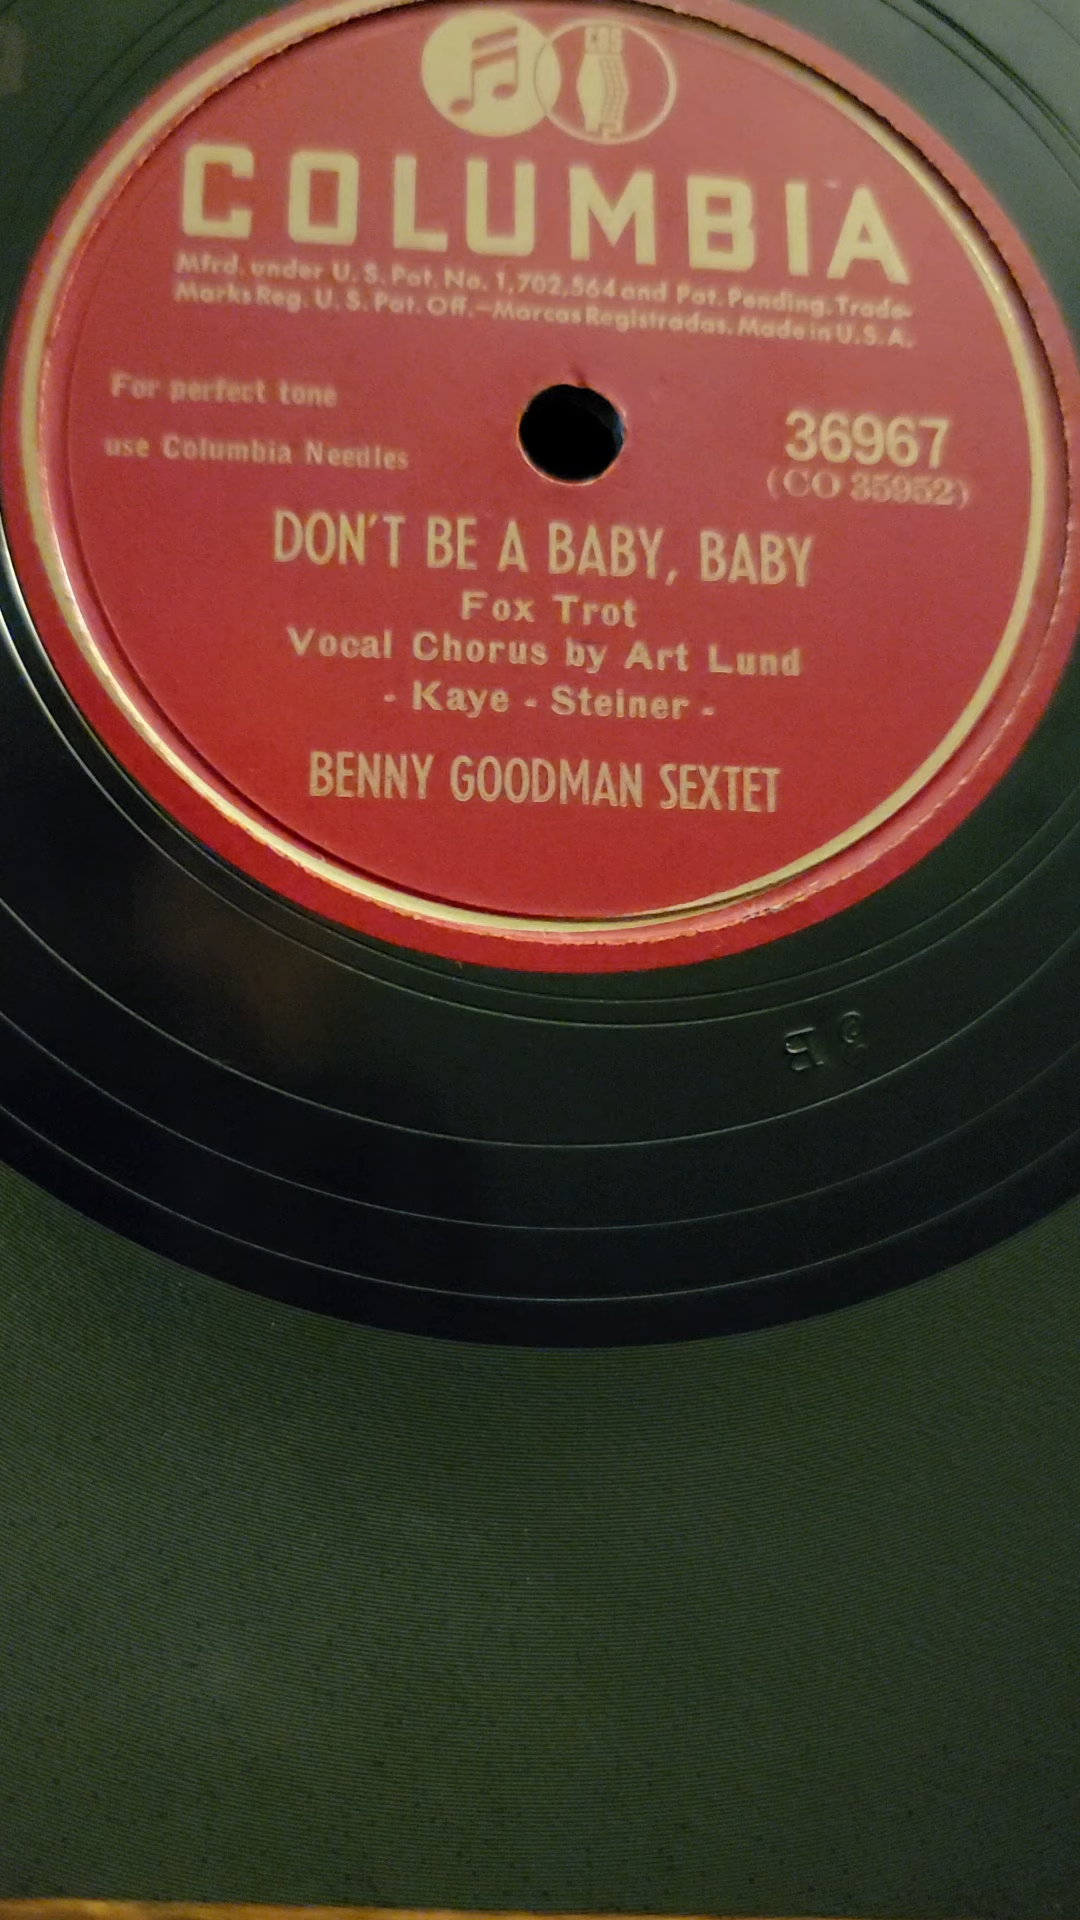 CBS
COLUMBIA
Mfrd. under U. S. Pat. No. 1,702,564 and Pat. Pending. Trade-
Marks Reg. U. S. Pat. Off.—Marcas Registradas. Made in U. S. A.
For perfect tone
use Columbia Needles
36967
(CO 35952)
DON'T BE A BABY, BABY
Fox Trot
Vocal Chorus by Art Lund
- Kaye - Steiner -
BENNY GOODMAN SEXTET